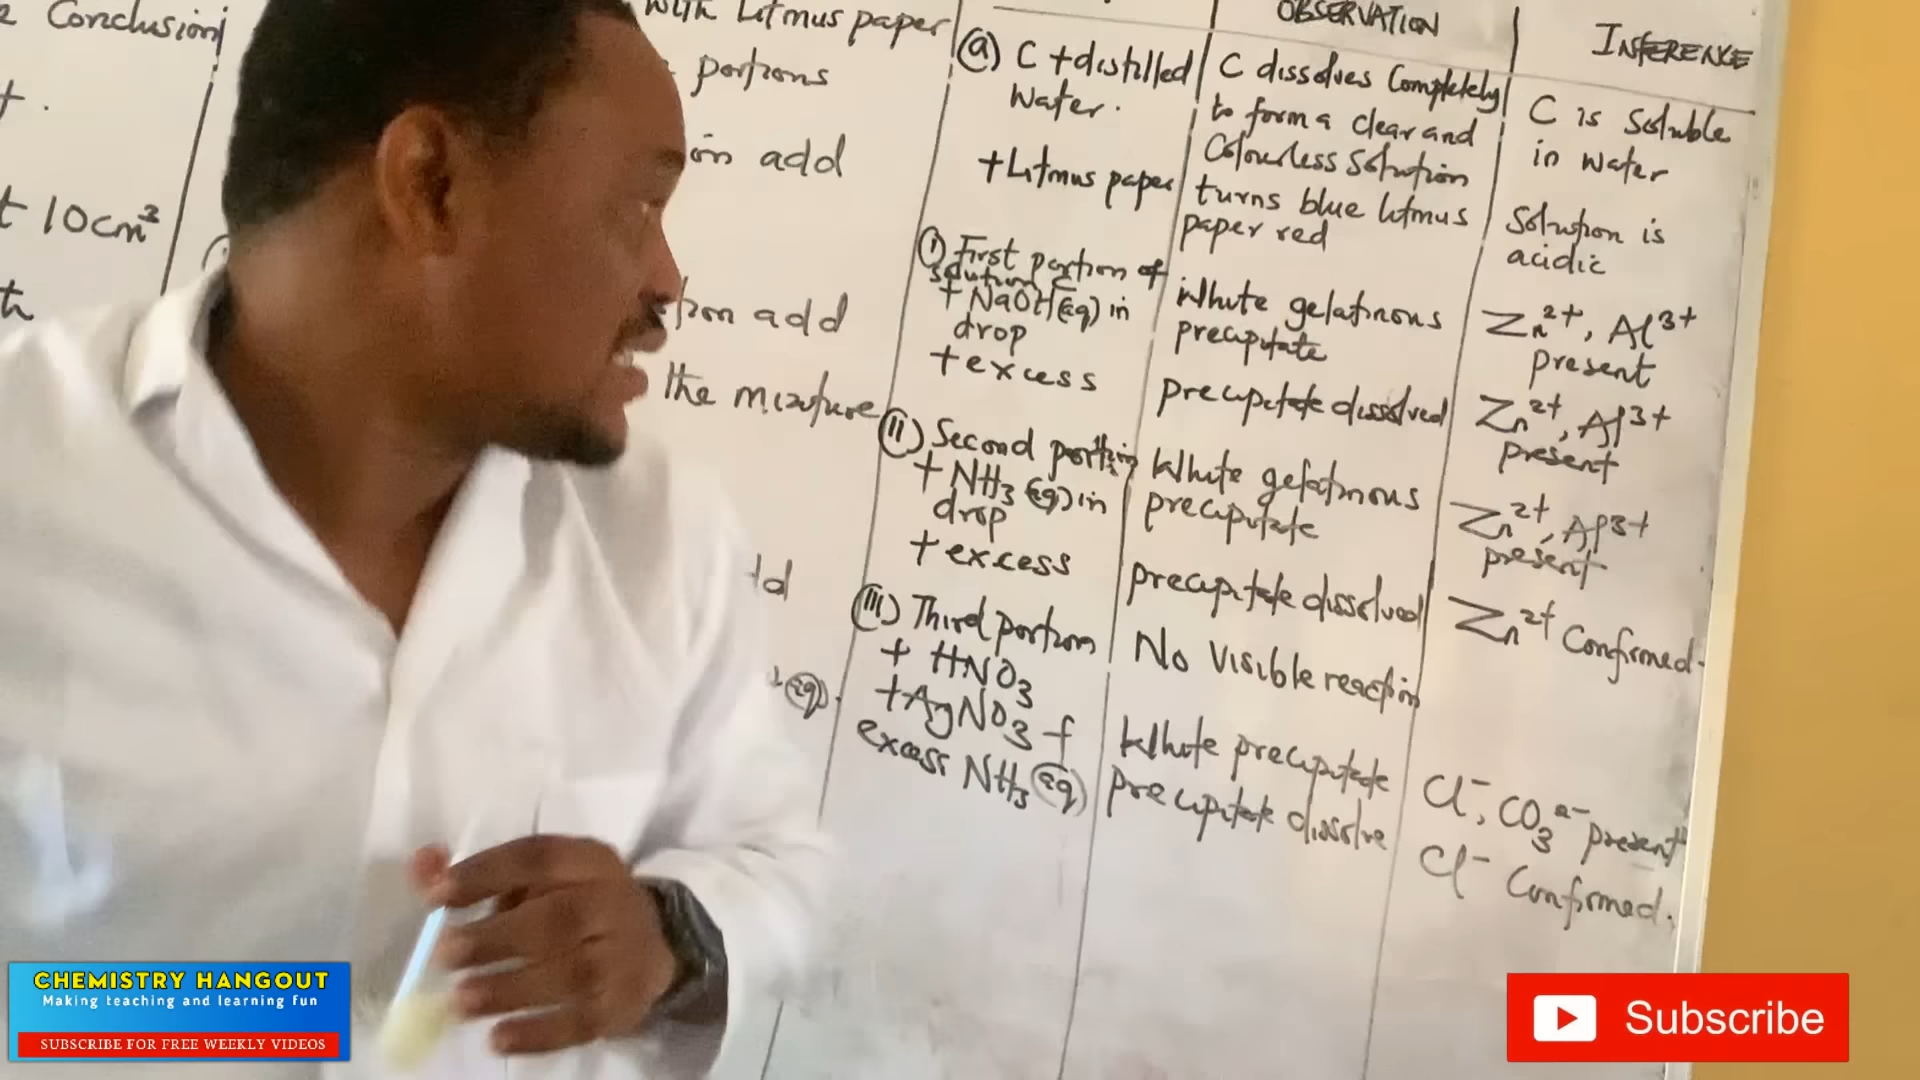 Conclusion
10cm³
with Litmus paper
portions
add
add
the mixture
OBSERVATION
INFERENCE
(a) C + distilled
Water.
+ Litmus paper
(i) First portion of
solution
+ NaOH(aq) in
drop
+ excess
(ii) Second portion
+ NH₃(aq) in
drop
+ excess
(iii) Third portion
+ HNO₃
+ AgNO₃ +
excess NH₃(aq)
C dissolves Completely
to form a clear and
Colourless Solution
turns blue litmus
paper red
White gelatinous
precipitate
precipitate dissolved
White gelatinous
precipitate
precipitate dissolved
No Visible reaction
White precipitate
precipitate dissolve
C is Soluble
in water
Solution is
acidic
Zn²⁺, Al³⁺
present
Zn²⁺, Al³⁺
present
Zn²⁺, Al³⁺
present
Zn²⁺ Confirmed.
Cl⁻, CO₃²⁻ present
Cl⁻ Confirmed.
CHEMISTRY HANGOUT
Making teaching and learning fun
SUBSCRIBE FOR FREE WEEKLY VIDEOS
Subscribe